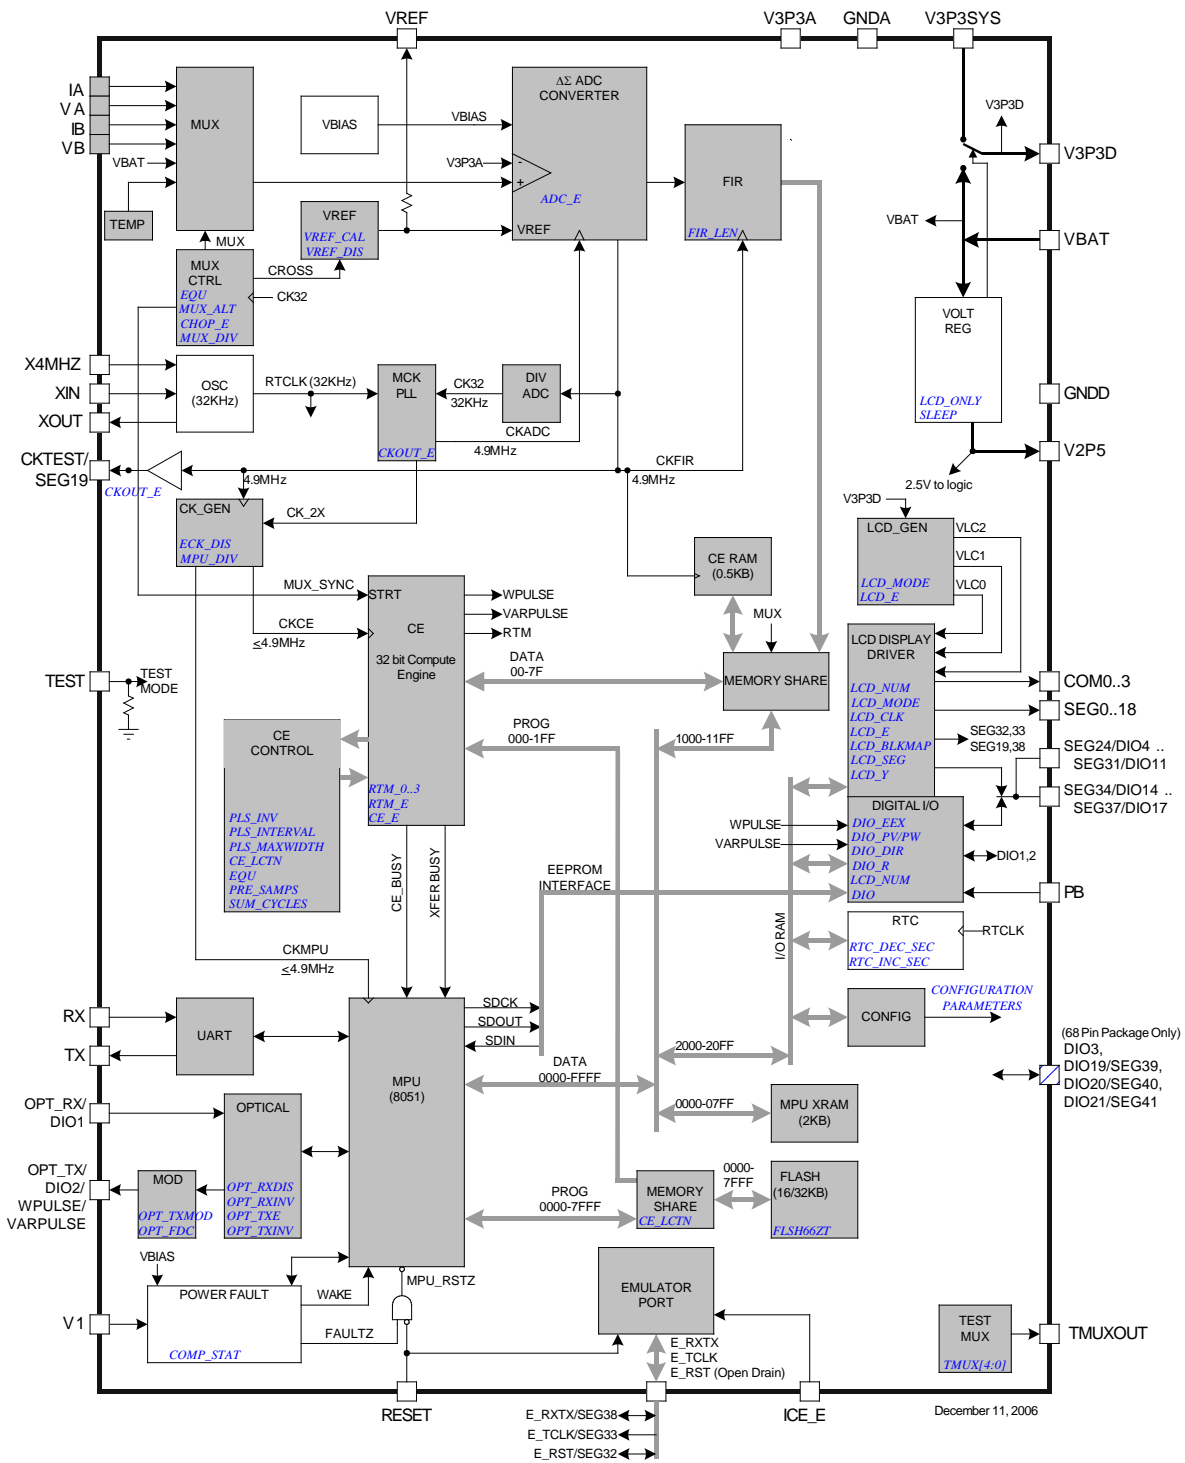 VREF
V3P3A
GNDA
V3P3SYS
IA
VA
IB
VB
VBAT
TEMP
MUX
VBIAS
VBIAS
ΔΣ ADC
CONVERTER
V3P3A
-
+
ADC_E
VREF
FIR
FIR_LEN
V3P3D
V3P3D
VBAT
VBAT
VREF
VREF_CAL
VREF_DIS
MUX
MUX
CTRL
EQU
MUX_ALT
CHOP_E
MUX_DIV
CROSS
CK32
VOLT
REG
LCD_ONLY
SLEEP
X4MHZ
XIN
XOUT
OSC
(32KHz)
RTCLK (32KHz)
MCK
PLL
CKOUT_E
CK32
32KHz
DIV
ADC
CKADC
4.9MHz
GNDD
V2P5
2.5V to logic
CKTEST/
SEG19
CKOUT_E
4.9MHz
CKFIR
4.9MHz
CK_GEN
ECK_DIS
MPU_DIV
CK_2X
V3P3D
LCD_GEN
LCD_MODE
LCD_E
VLC2
VLC1
VLC0
CE RAM
(0.5KB)
MUX_SYNC
STRT
CE
32 bit Compute
Engine
RTM_0..3
RTM_E
CE_E
WPULSE
VARPULSE
RTM
CKCE
≤4.9MHz
MUX
DATA
00-7F
MEMORY SHARE
LCD DISPLAY
DRIVER
LCD_NUM
LCD_MODE
LCD_CLK
LCD_E
LCD_BLKMAP
LCD_SEG
LCD_Y
TEST
TEST
MODE
COM0..3
SEG0..18
SEG32,33
SEG19,38
SEG24/DIO4 ..
SEG31/DIO11
SEG34/DIO14 ..
SEG37/DIO17
CE
CONTROL
PLS_INV
PLS_INTERVAL
PLS_MAXWIDTH
CE_LCTN
EQU
PRE_SAMPS
SUM_CYCLES
PROG
000-1FF
1000-11FF
DIGITAL I/O
DIO_EEX
DIO_PV/PW
DIO_DIR
DIO_R
LCD_NUM
DIO
WPULSE
VARPULSE
DIO1,2
PB
CE_BUSY
XFER BUSY
EEPROM
INTERFACE
I/O RAM
RTC
RTC_DEC_SEC
RTC_INC_SEC
RTCLK
CKMPU
≤4.9MHz
CONFIG
CONFIGURATION
PARAMETERS
RX
TX
UART
MPU
(8051)
SDCK
SDOUT
SDIN
DATA
0000-FFFF
2000-20FF
0000-07FF
MPU XRAM
(2KB)
(68 Pin Package Only)
DIO3,
DIO19/SEG39,
DIO20/SEG40,
DIO21/SEG41
OPT_RX/
DIO1
OPTICAL
OPT_RXDIS
OPT_RXINV
OPT_TXE
OPT_TXINV
OPT_TX/
DIO2/
WPULSE/
VARPULSE
MOD
OPT_TXMOD
OPT_FDC
PROG
0000-7FFF
MEMORY
SHARE
CE_LCTN
0000-
7FFF
FLASH
(16/32KB)
FLSH66ZT
VBIAS
POWER FAULT
COMP_STAT
V1
WAKE
FAULTZ
MPU_RSTZ
EMULATOR
PORT
E_RXTX
E_TCLK
E_RST (Open Drain)
TEST
MUX
TMUX[4:0]
TMUXOUT
RESET
ICE_E
December 11, 2006
E_RXTX/SEG38
E_TCLK/SEG33
E_RST/SEG32